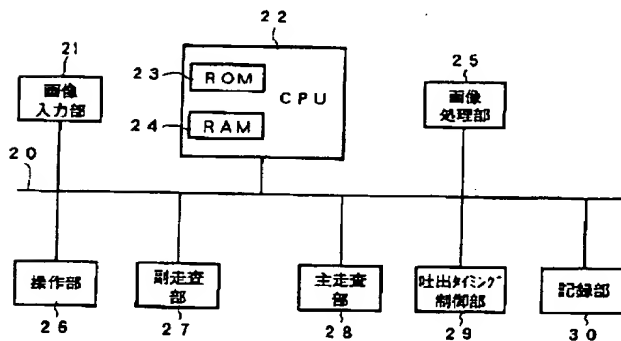 22
21
画像
入力部
23
ROM
CPU
24
RAM
25
画像
処理部
20
操作部
26
副走査
部
27
主走査
部
28
吐出タイミング
制御部
29
記録部
30